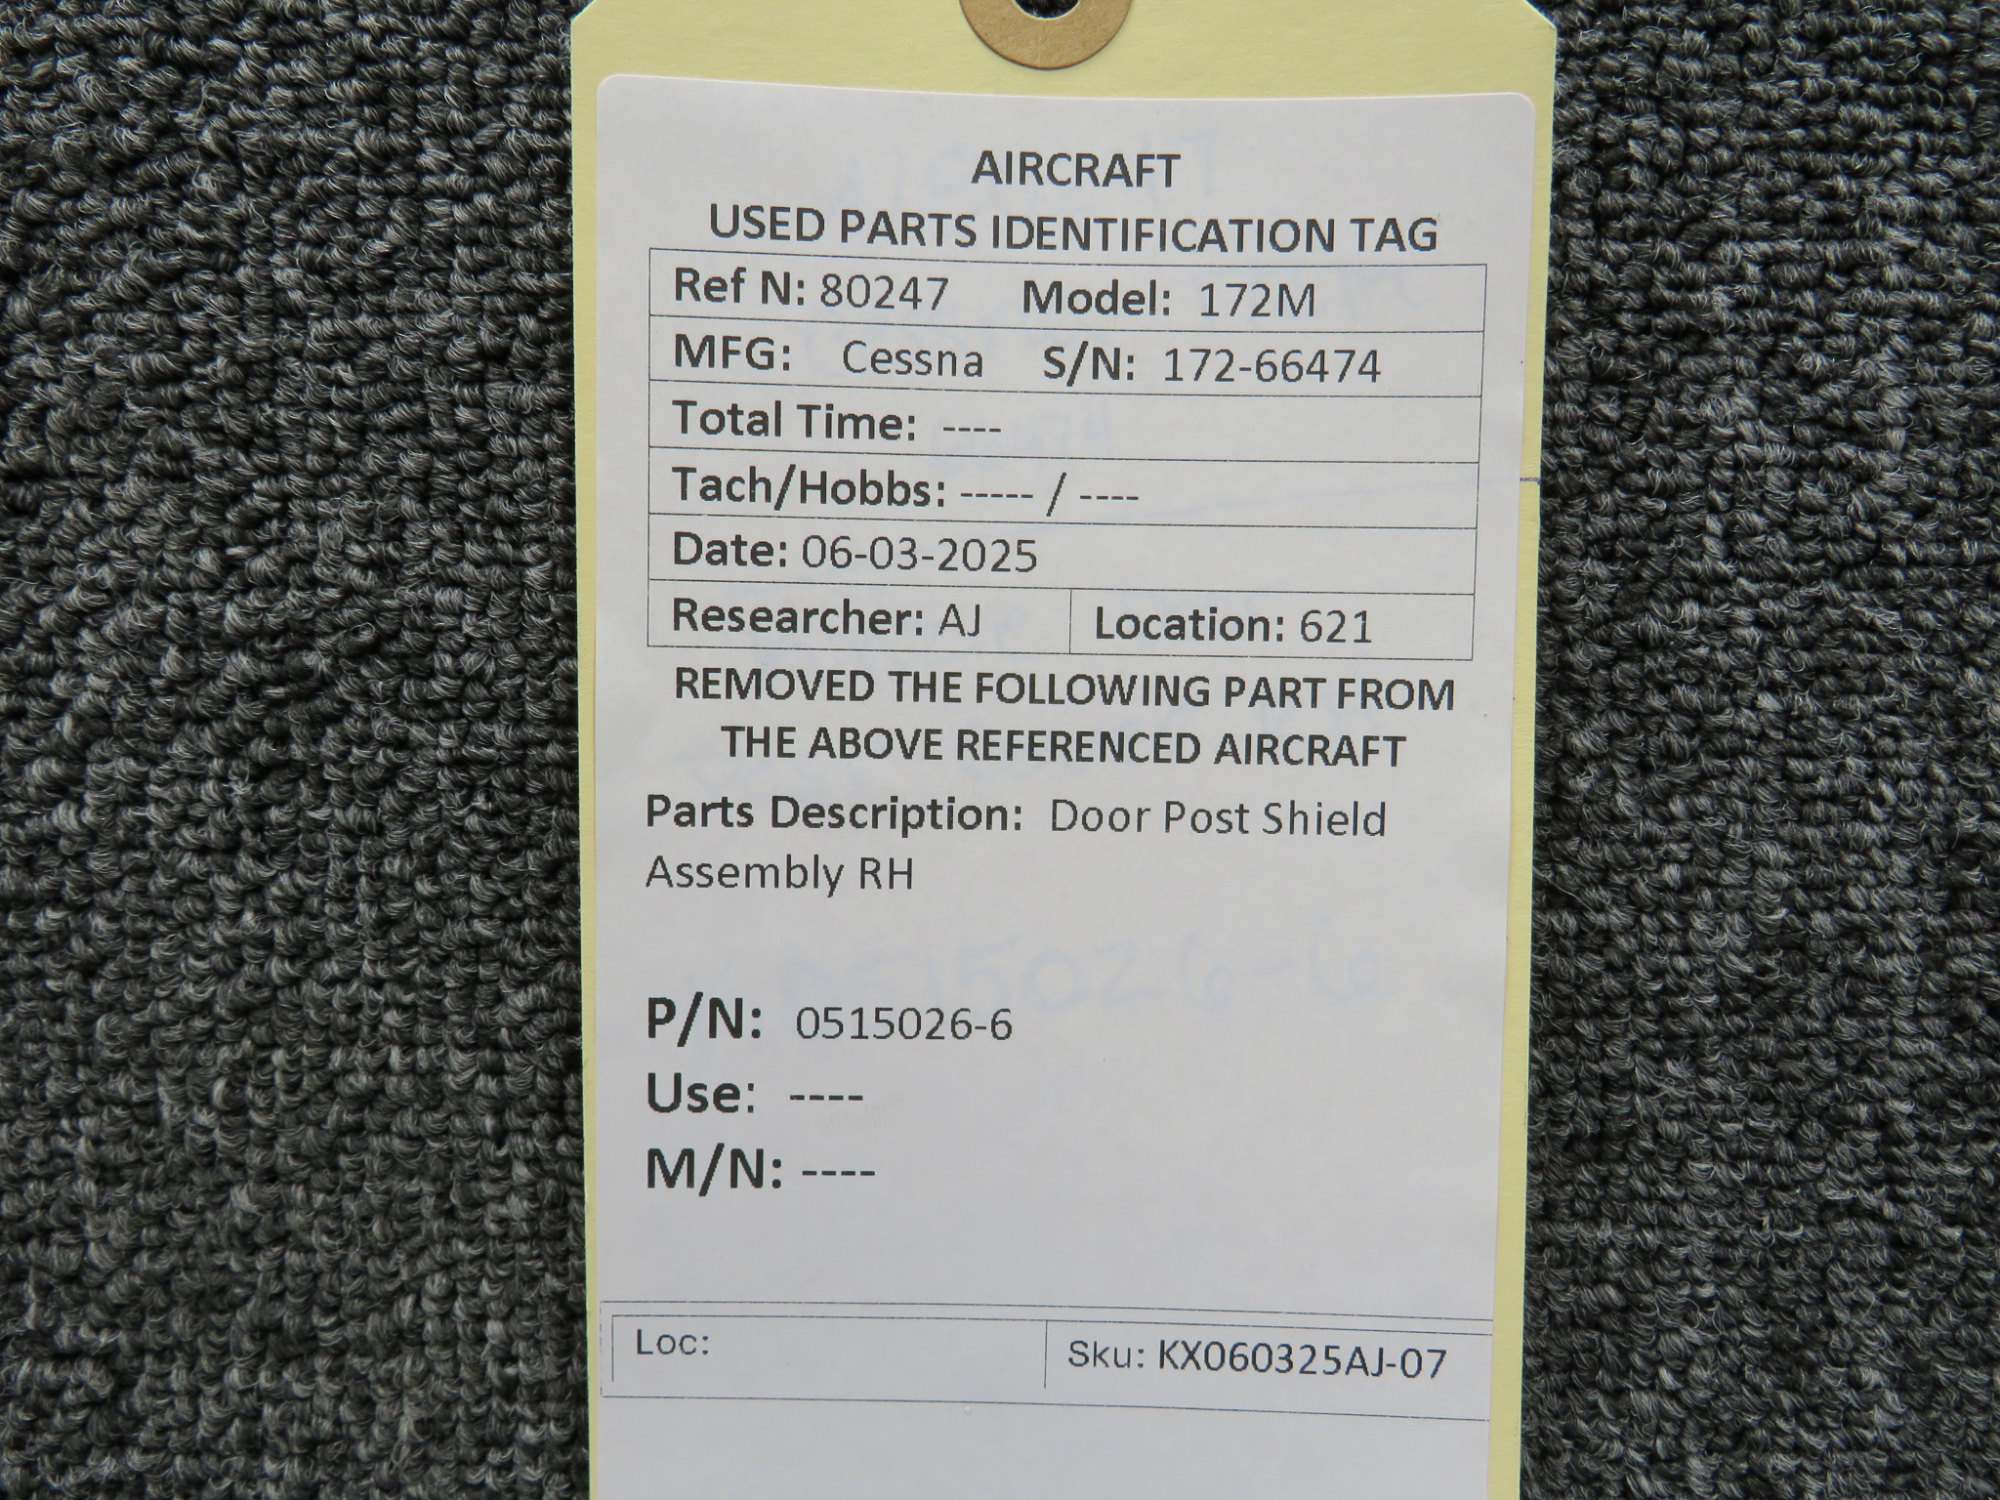 AIRCRAFT
USED PARTS IDENTIFICATION TAG
Ref N: 80247 Model: 172M
MFG: Cessna S/N: 172-66474
Total Time: ----
Tach/Hobbs: ----- / ----
Date: 06-03-2025
Researcher: AJ Location: 621
REMOVED THE FOLLOWING PART FROM
THE ABOVE REFERENCED AIRCRAFT
Parts Description: Door Post Shield
Assembly RH
P/N: 0515026-6
Use: ----
M/N: ----
Loc: Sku: KX060325AJ-07